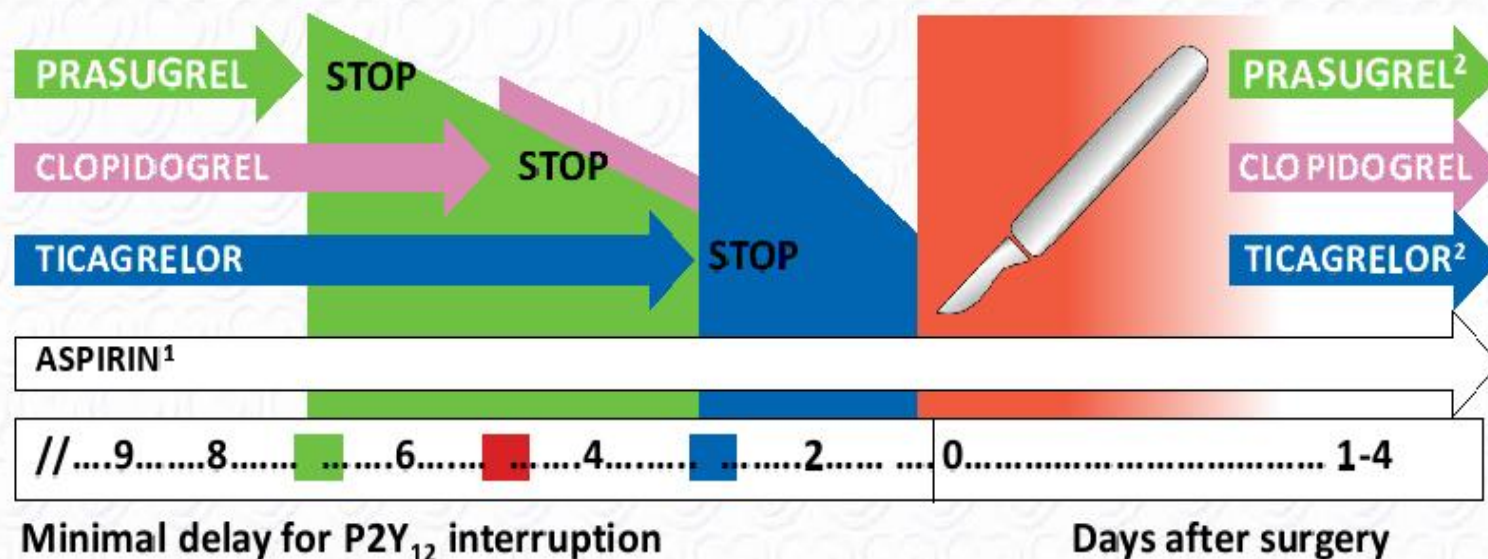 PRASUGREL STOP PRASUGREL²
CLOPIDOGREL STOP CLOPIDOGREL
TICAGRELOR STOP TICAGRELOR²
ASPIRIN¹
//....9.......8....... .......6....... .......4........ ........2...... ....0.................................... 1-4
Minimal delay for P2Y₁₂ interruption Days after surgery